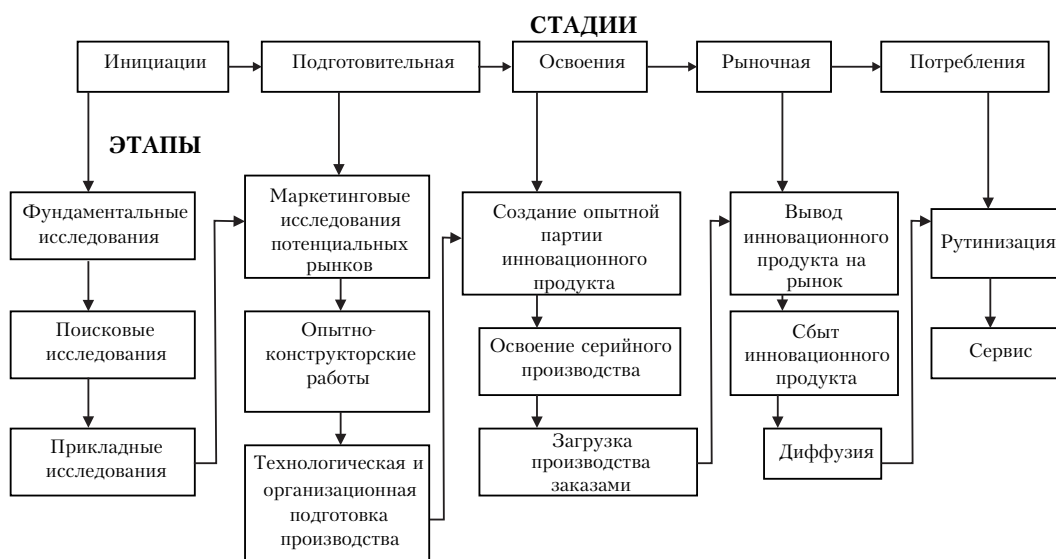 СТАДИИ
Инициации
Подготовительная
Освоения
Рыночная
Потребления
ЭТАПЫ
Фундаментальные
исследования
Поисковые
исследования
Прикладные
исследования
Маркетинговые
исследования
потенциальных
рынков
Опытно-
конструкторские
работы
Технологическая и
организационная
подготовка
производства
Создание опытной
партии
инновационного
продукта
Освоение серийного
производства
Загрузка
производства
заказами
Вывод
инновационного
продукта на
рынок
Сбыт
инновационного
продукта
Диффузия
Рутинизация
Сервис